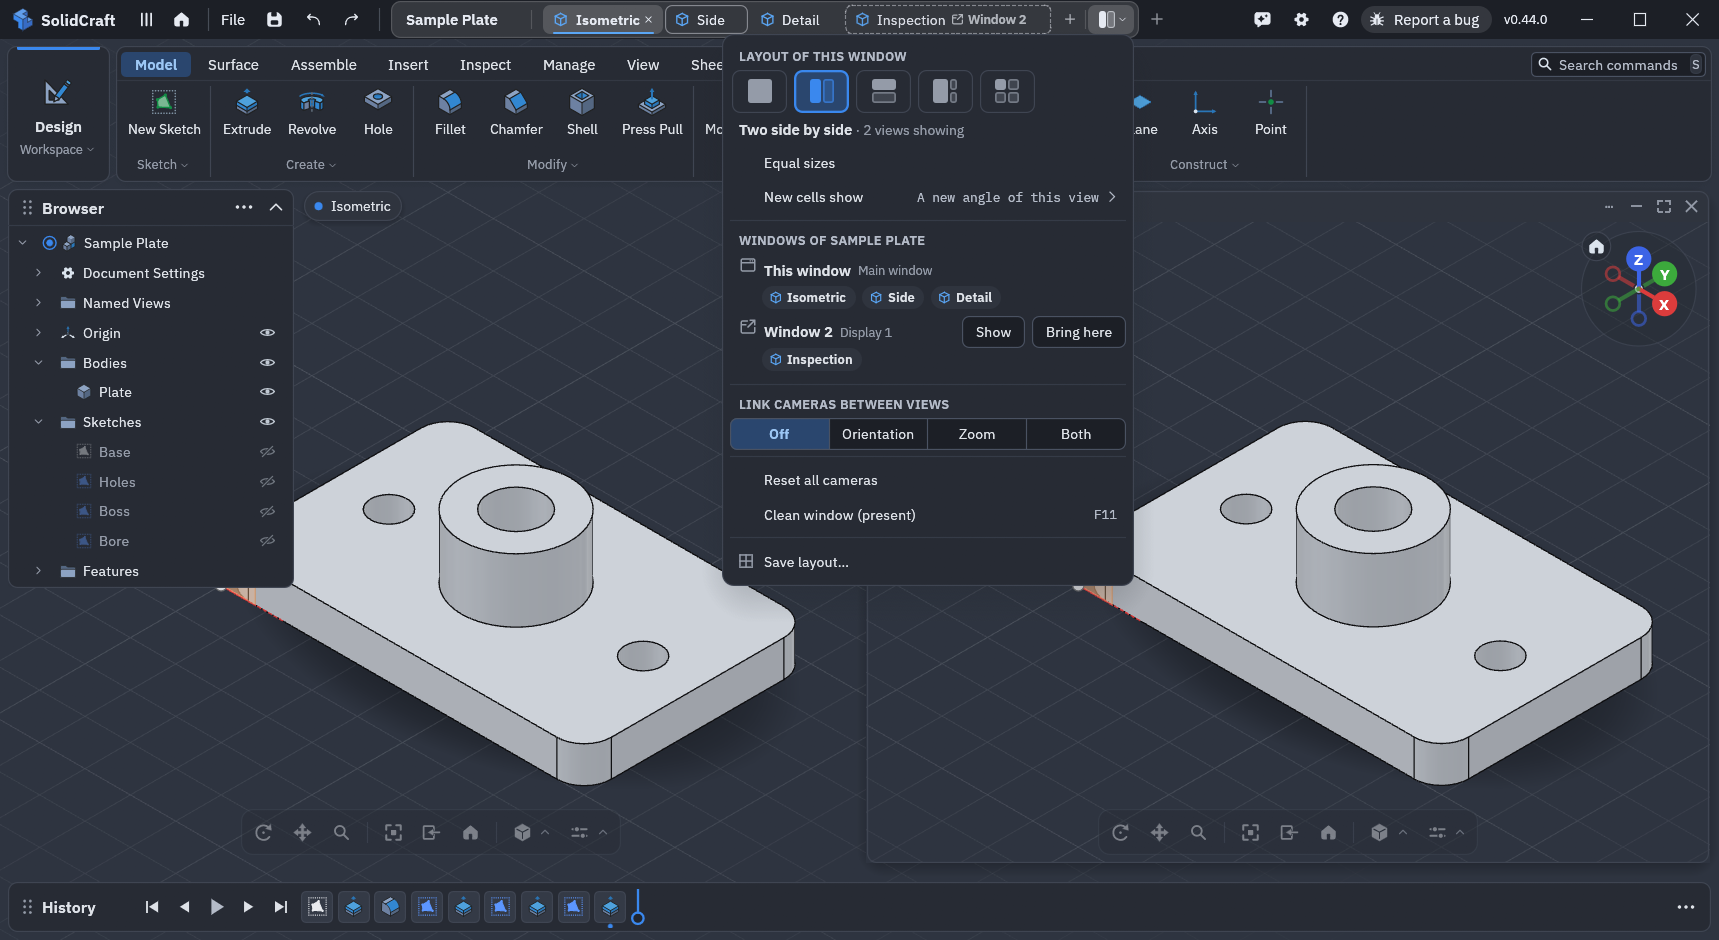 SolidCraft
File
Sample Plate
Isometric ×
Side
Detail
Inspection Window 2
Report a bug
v0.44.0
Design
Workspace
Model
Surface
Assemble
Insert
Inspect
Manage
View
Shee
Search commands S
New Sketch
Extrude
Revolve
Hole
Fillet
Chamfer
Shell
Press Pull
Mo
ane
Axis
Point
Sketch
Create
Modify
Construct
LAYOUT OF THIS WINDOW
Two side by side · 2 views showing
Equal sizes
New cells show A new angle of this view
WINDOWS OF SAMPLE PLATE
This window Main window
Isometric Side Detail
Window 2 Display 1 Show Bring here
Inspection
LINK CAMERAS BETWEEN VIEWS
Off Orientation Zoom Both
Reset all cameras
Clean window (present) F11
Save layout...
Browser
Sample Plate
Document Settings
Named Views
Origin
Bodies
Plate
Sketches
Base
Holes
Boss
Bore
Features
Isometric
Z
Y
X
History